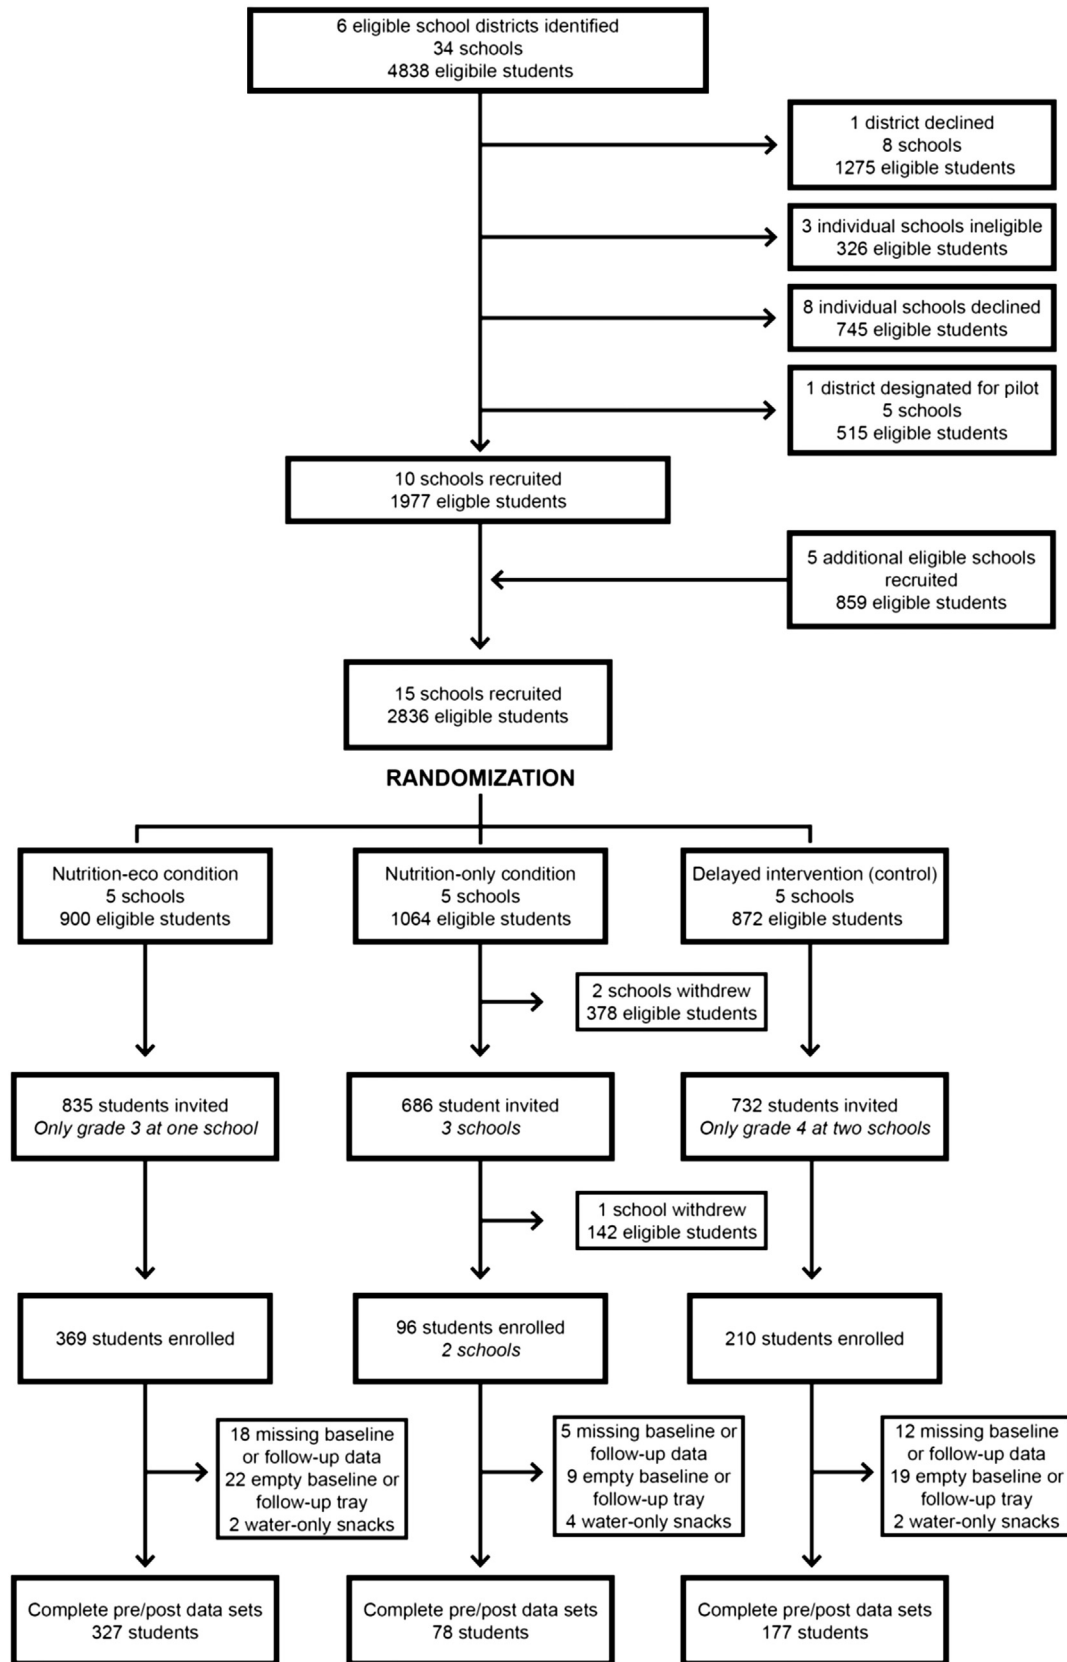 6 eligible school districts identified
34 schools
4838 eligibile students
1 district declined
8 schools
1275 eligible students
3 individual schools ineligible
326 eligible students
8 individual schools declined
745 eligible students
1 district designated for pilot
5 schools
515 eligible students
10 schools recruited
1977 eligble students
5 additional eligible schools
recruited
859 eligible students
15 schools recruited
2836 eligible students
RANDOMIZATION
Nutrition-eco condition
5 schools
900 eligible students
Nutrition-only condition
5 schools
1064 eligible students
Delayed intervention (control)
5 schools
872 eligible students
2 schools withdrew
378 eligible students
835 students invited
Only grade 3 at one school
686 student invited
3 schools
732 students invited
Only grade 4 at two schools
1 school withdrew
142 eligible students
369 students enrolled
96 students enrolled
2 schools
210 students enrolled
18 missing baseline
or follow-up data
22 empty baseline or
follow-up tray
2 water-only snacks
5 missing baseline or
follow-up data
9 empty baseline or
follow-up tray
4 water-only snacks
12 missing baseline
or follow-up data
19 empty baseline or
follow-up tray
2 water-only snacks
Complete pre/post data sets
327 students
Complete pre/post data sets
78 students
Complete pre/post data sets
177 students